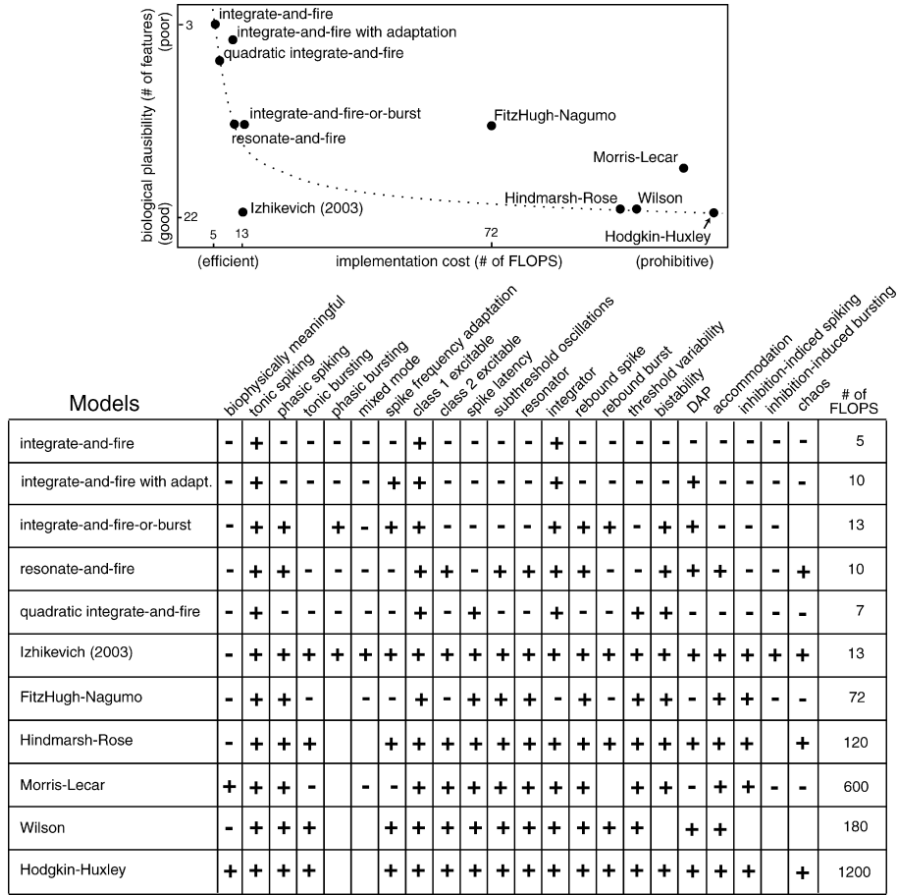 biological plausibility (# of features)
(poor)
(good)
3
22
integrate-and-fire
integrate-and-fire with adaptation
quadratic integrate-and-fire
integrate-and-fire-or-burst
resonate-and-fire
FitzHugh-Nagumo
Morris-Lecar
Izhikevich (2003)
Hindmarsh-Rose
Wilson
Hodgkin-Huxley
5 13 72
(efficient) implementation cost (# of FLOPS) (prohibitive)
Models
biophysically meaningful
tonic spiking
phasic spiking
tonic bursting
phasic bursting
mixed mode
spike frequency adaptation
class 1 excitable
class 2 excitable
spike latency
subthreshold oscillations
resonator
integrator
rebound spike
rebound burst
threshold variability
bistability
DAP
accommodation
inhibition-indiced spiking
inhibition-induced bursting
chaos
# of
FLOPS
integrate-and-fire - + - - - - - + - - - - + - - - - - - - - - 5
integrate-and-fire with adapt. - + - - - - + + - - - - + - - - - + - - - - 10
integrate-and-fire-or-burst - + + + - + + - - - - + + + - + + - - - 13
resonate-and-fire - + + - - - - + + - + + + + - - + + + - - + 10
quadratic integrate-and-fire - + - - - - - + - + - - + - - + + - - - - - 7
Izhikevich (2003) - + + + + + + + + + + + + + + + + + + + + + 13
FitzHugh-Nagumo - + + - - - + - + + + - + - + + - + + - - 72
Hindmarsh-Rose - + + + + + + + + + + + + + + + + + + 120
Morris-Lecar + + + - - - + + + + + + + + + - + + - - 600
Wilson - + + + + + + + + + + + + + + + 180
Hodgkin-Huxley + + + + + + + + + + + + + + + + + + + 1200